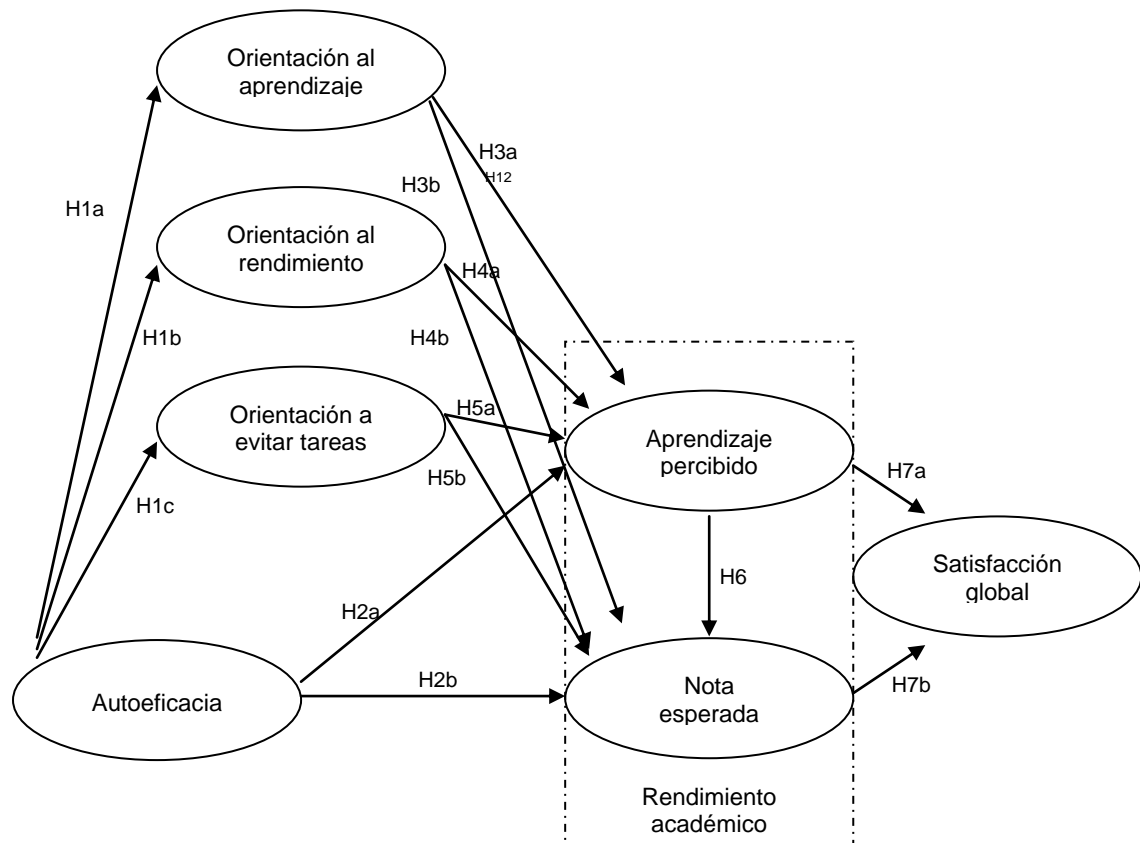 Orientación al
aprendizaje
H3a
H12
H3b
H1a
Orientación al
rendimiento
H4a
H1b
H4b
Orientación a
evitar tareas
H5a
Aprendizaje
percibido
H5b
H7a
H1c
Satisfacción
global
H6
H2a
H2b
Autoeficacia
Nota
esperada
H7b
Rendimiento
académico